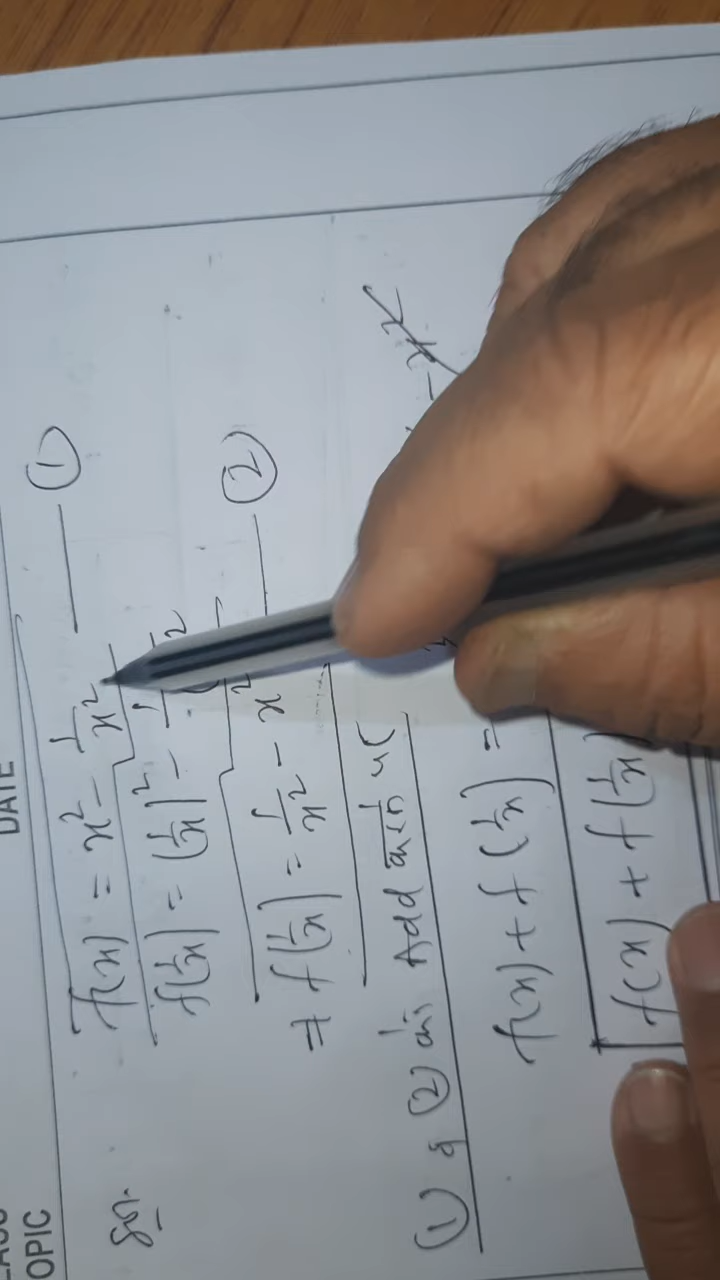 DATE
OPIC
Sol. f(x) = x² - 1/x² — (1)
f(1/x) = (1/x)² - 1
⇒ f(1/x) = 1/x² - x² — (2)
(1) व (2) को Add करने पर
f(x) + f(1/x) =
f(x) + f(1/x)